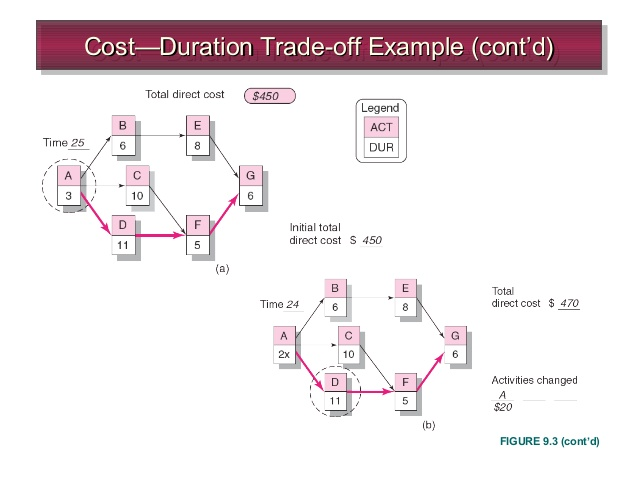 Cost—Duration Trade-off Example (cont'd)
Total direct cost $450
Legend
ACT
DUR
Time 25
B
6
E
8
A
3
C
10
G
6
D
11
F
5
(a)
Initial total
direct cost $ 450
Time 24
B
6
E
8
A
2x
C
10
G
6
D
11
F
5
(b)
Total
direct cost $ 470
Activities changed
A
$20
FIGURE 9.3 (cont'd)